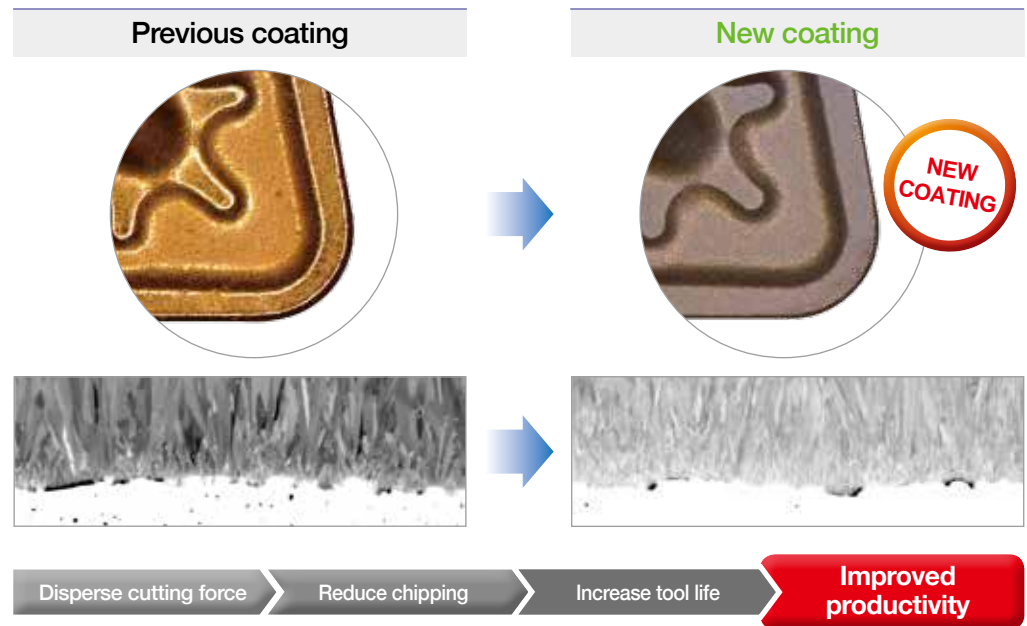 Previous coating
New coating
NEW
COATING
Disperse cutting force
Reduce chipping
Increase tool life
Improved
productivity